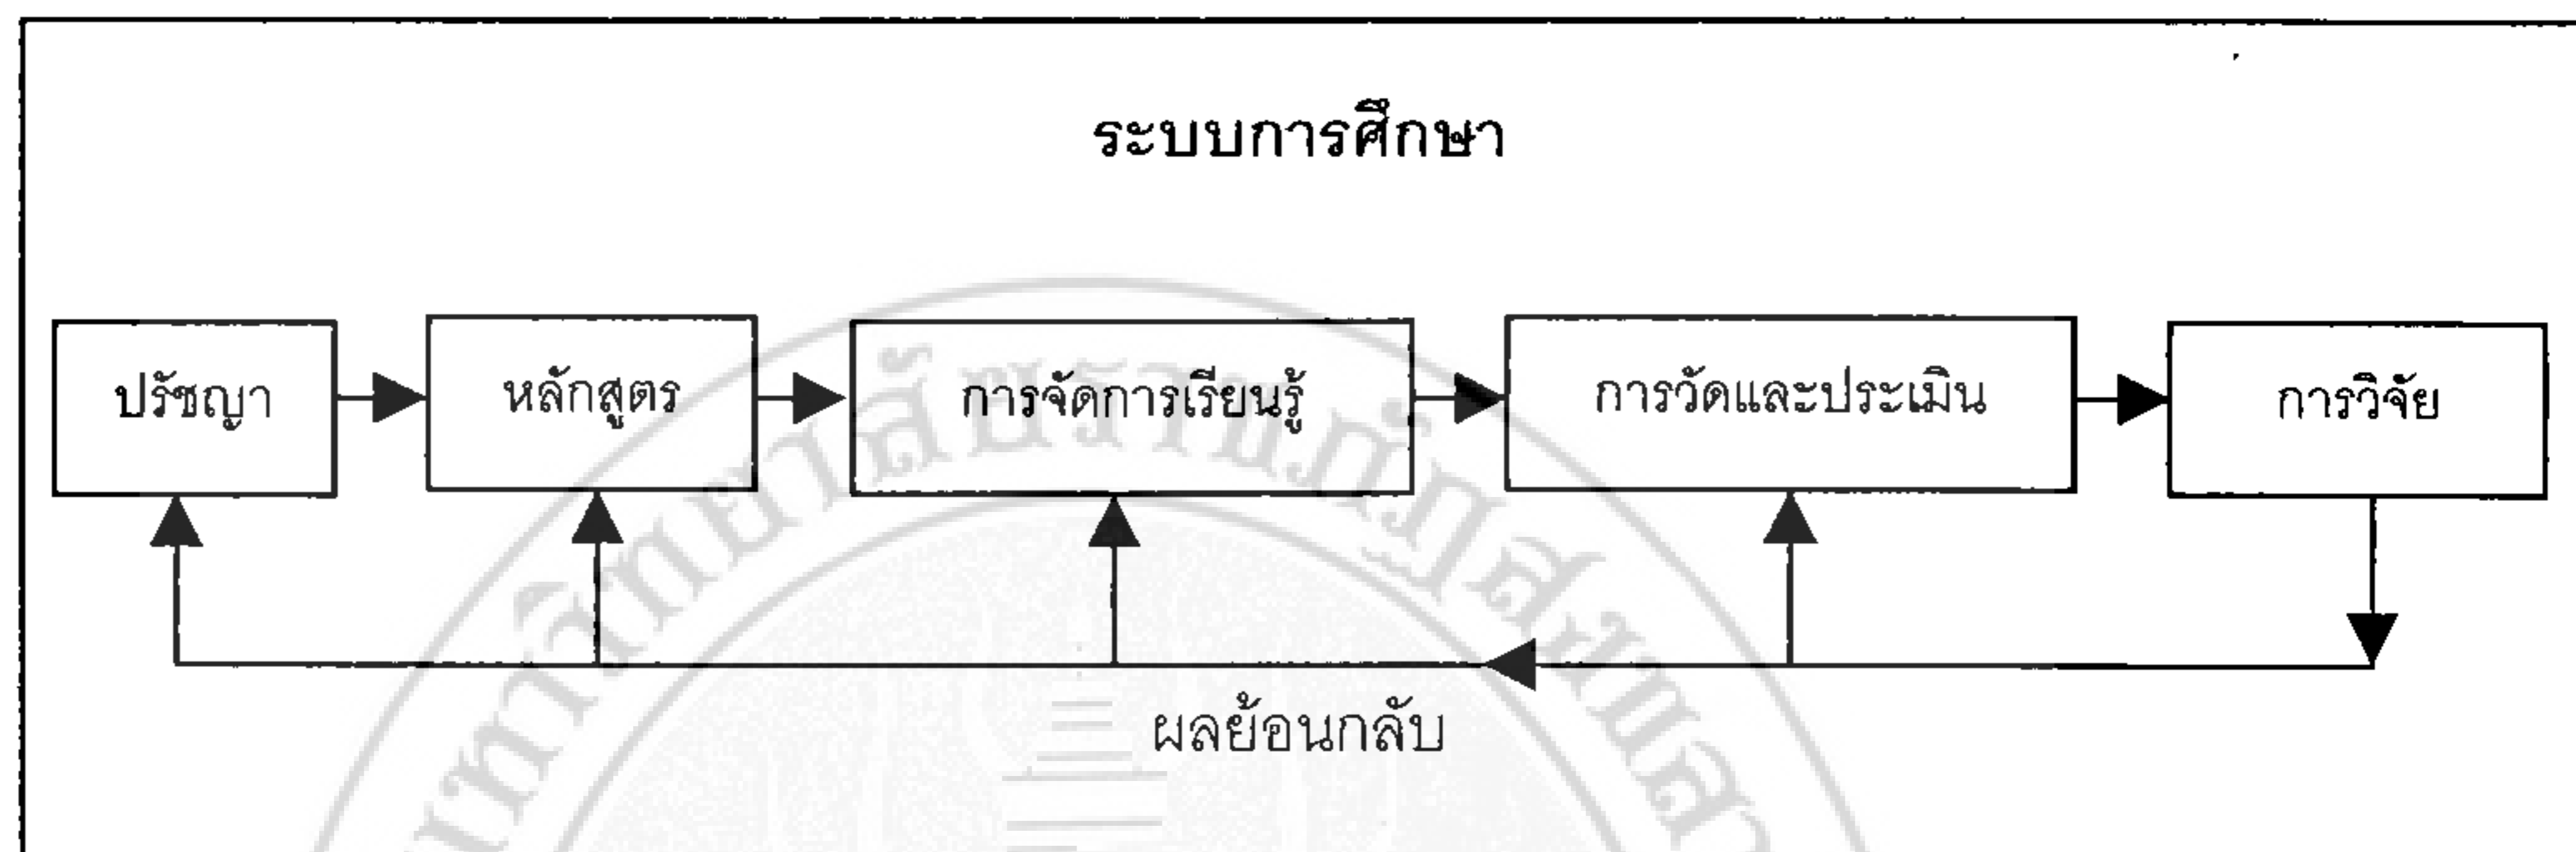 ระบบการศึกษา
ปรัชญา
หลักสูตร
การจัดการเรียนรู้
การวัดและประเมิน
การวิจัย
ผลย้อนกลับ